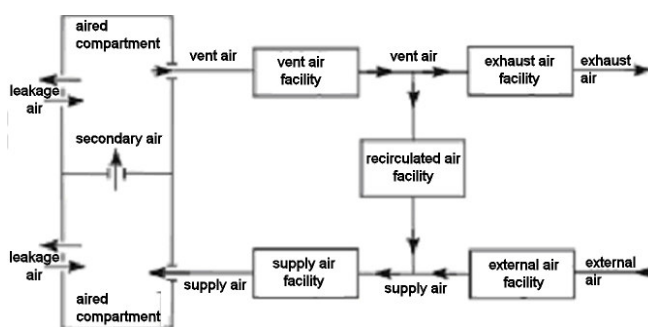 aired
compartment
vent air
vent air
facility
vent air
exhaust air
facility
exhaust
air
leakage
air
secondary air
recirculated air
facility
leakage
air
supply air
supply air
facility
supply air
external air
facility
external
air
aired
compartment